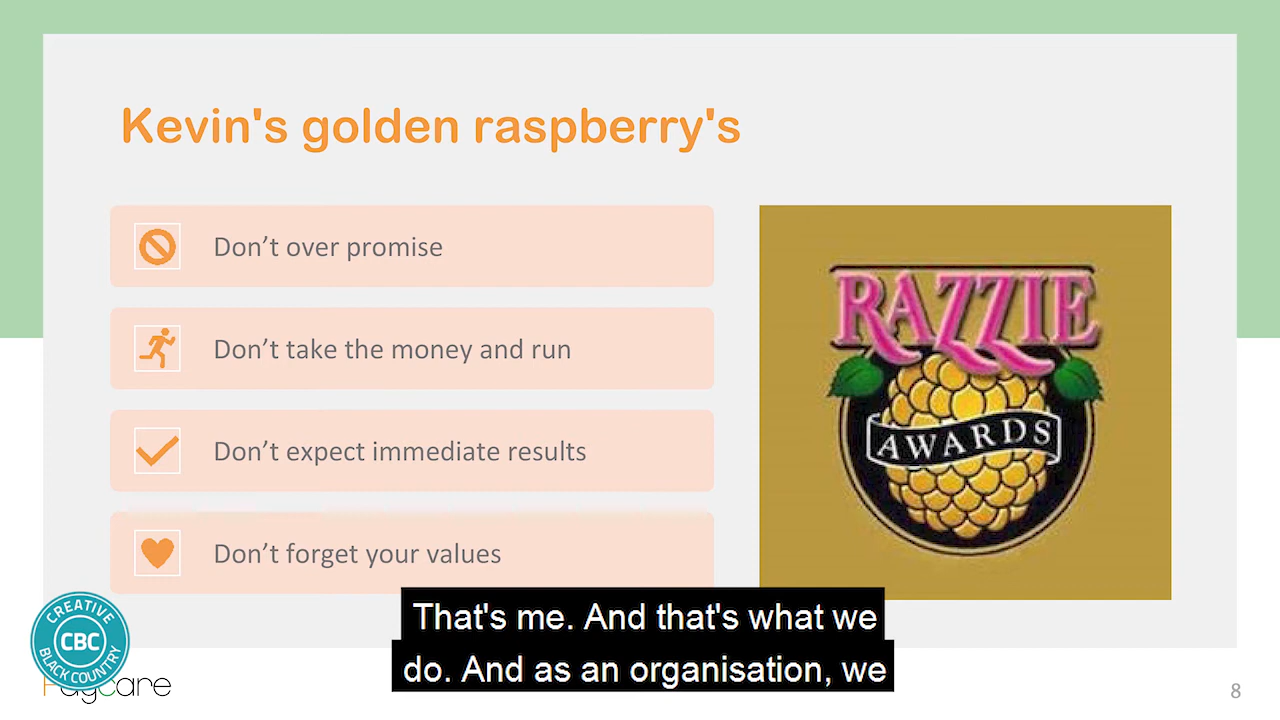 Kevin's golden raspberry's
Don't over promise
Don't take the money and run
Don't expect immediate results
Don't forget your values
RAZZIE
AWARDS
That's me. And that's what we
do. And as an organisation, we
CREATIVE
CBC
BLACK COUNTRY
Paycare
8